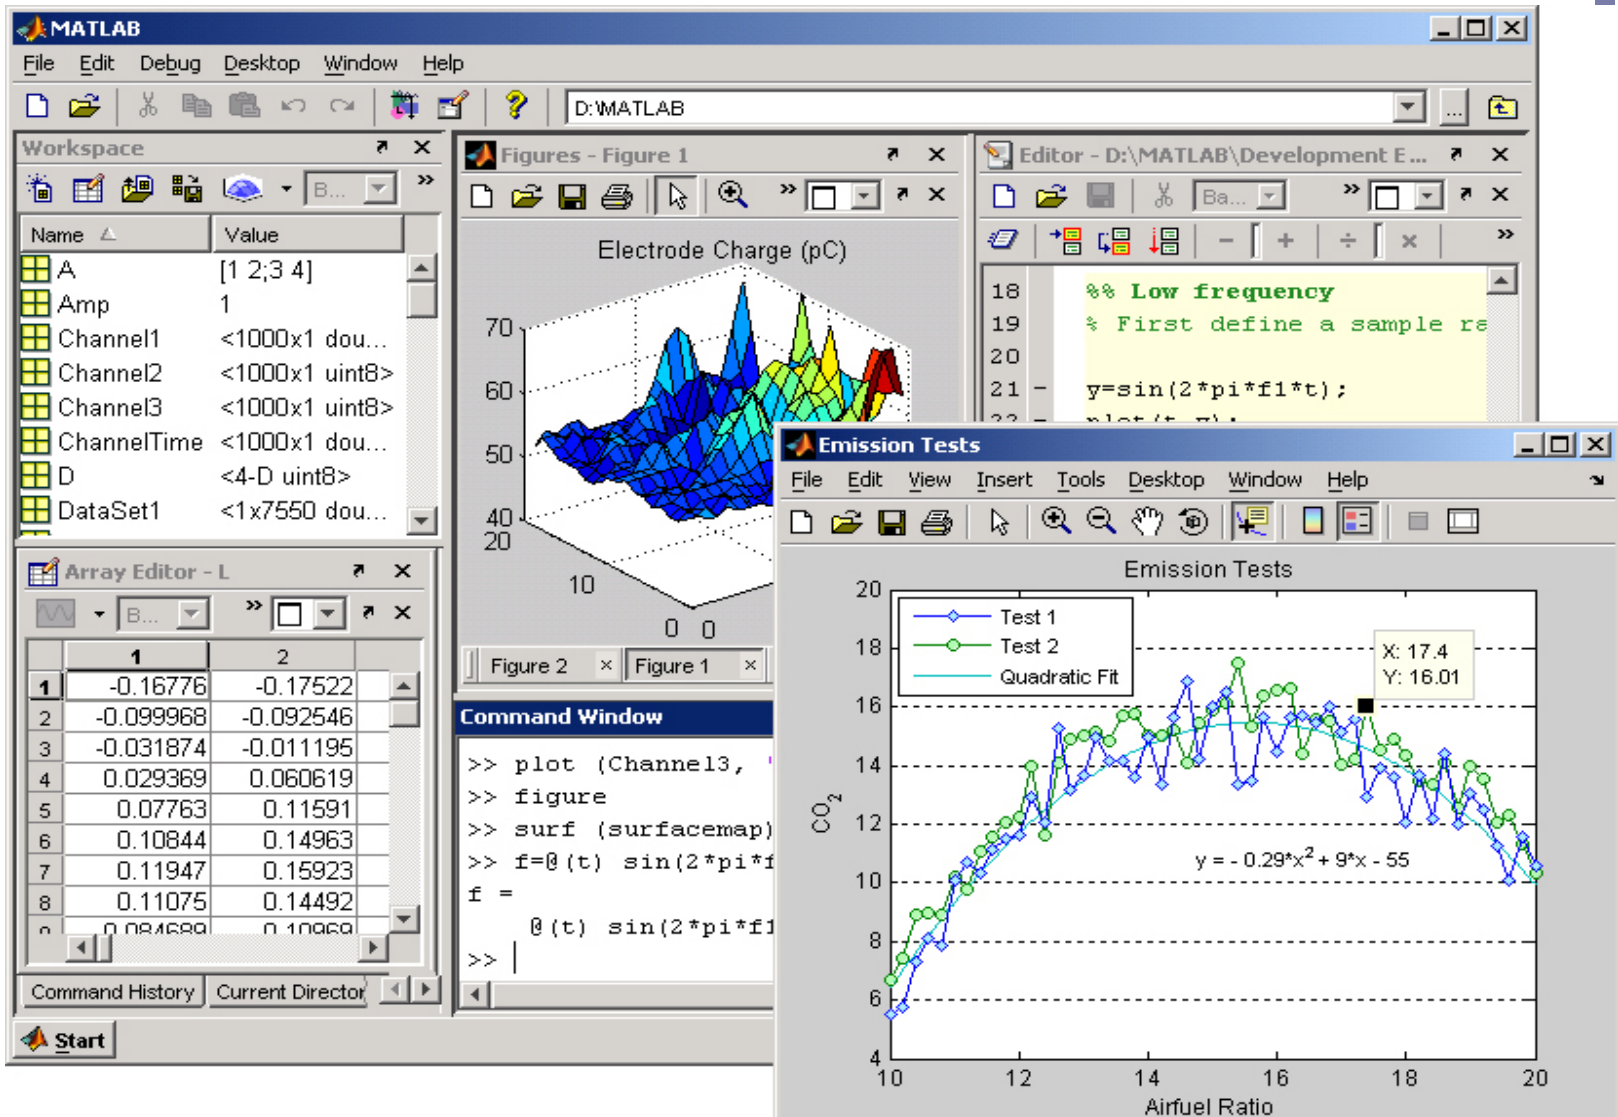 MATLAB
File Edit Debug Desktop Window Help
D:\MATLAB
...
Workspace
B...
Name Value
A [1 2;3 4]
Amp 1
Channel1 <1000x1 dou...
Channel2 <1000x1 uint8>
Channel3 <1000x1 uint8>
ChannelTime <1000x1 dou...
D <4-D uint8>
DataSet1 <1x7550 dou...
Array Editor - L
B...
1 2
1 -0.16776 -0.17522
2 -0.099968 -0.092546
3 -0.031874 -0.011195
4 0.029369 0.060619
5 0.07763 0.11591
6 0.10844 0.14963
7 0.11947 0.15923
8 0.11075 0.14492
0.084689 0.10969
Command History Current Director
Start
Figures - Figure 1
Electrode Charge (pC)
70
60
50
40
20
10
0 0
Figure 2 Figure 1
Command Window
>> plot (Channel3, '
>> figure
>> surf (surfacemap)
>> f=@(t) sin(2*pi*f
f =
@(t) sin(2*pi*f1
>>
Editor - D:\MATLAB\Development E...
Ba...
18 %% Low frequency
19 % First define a sample ra
20
21 - y=sin(2*pi*f1*t);
22 - plot(t,y);
Emission Tests
File Edit View Insert Tools Desktop Window Help
Emission Tests
20
18
16
14
12
10
8
6
4
CO2
Test 1
Test 2
Quadratic Fit
X: 17.4
Y: 16.01
y = - 0.29*x2 + 9*x - 55
10 12 14 16 18 20
Airfuel Ratio